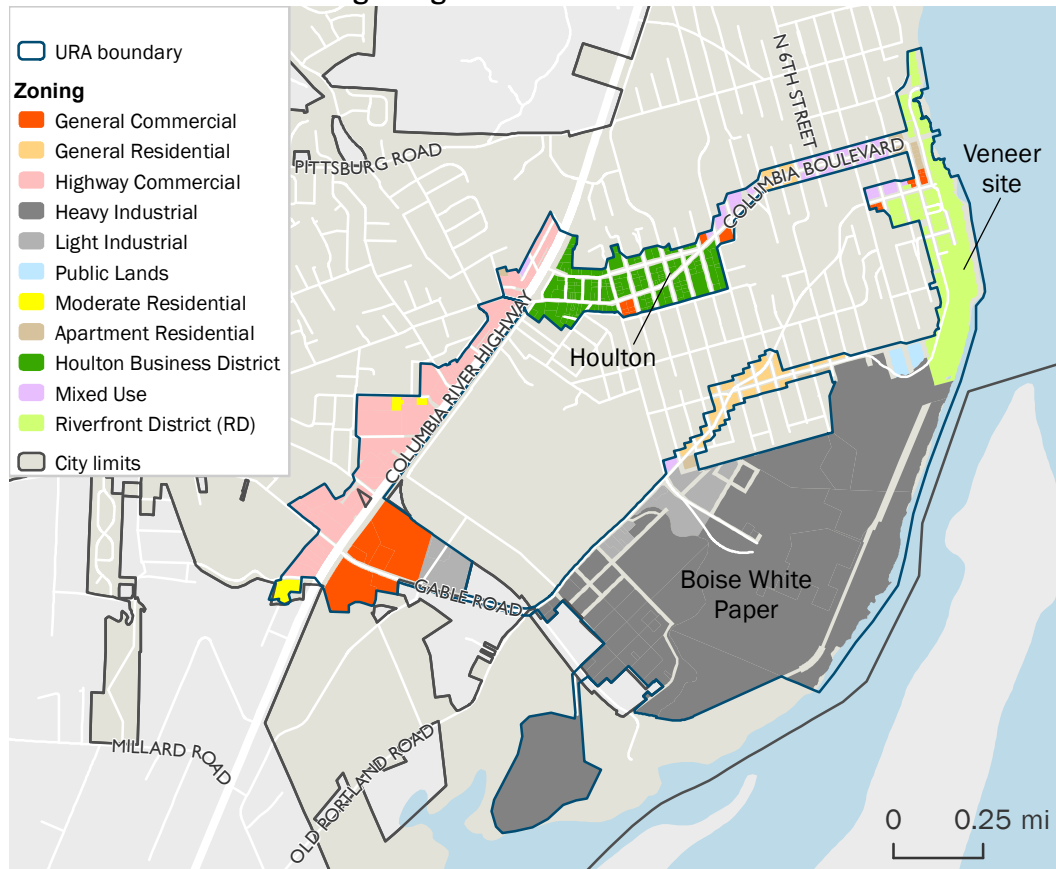 URA boundary
Zoning
General Commercial
General Residential
Highway Commercial
Heavy Industrial
Light Industrial
Public Lands
Moderate Residential
Apartment Residential
Houlton Business District
Mixed Use
Riverfront District (RD)
City limits
PITTSBURG ROAD
N 6TH STREET
COLUMBIA BOULEVARD
Veneer
site
Houlton
COLUMBIA RIVER HIGHWAY
GABLE ROAD
Boise White
Paper
MILLARD ROAD
OLD PORTLAND ROAD
0 0.25 mi